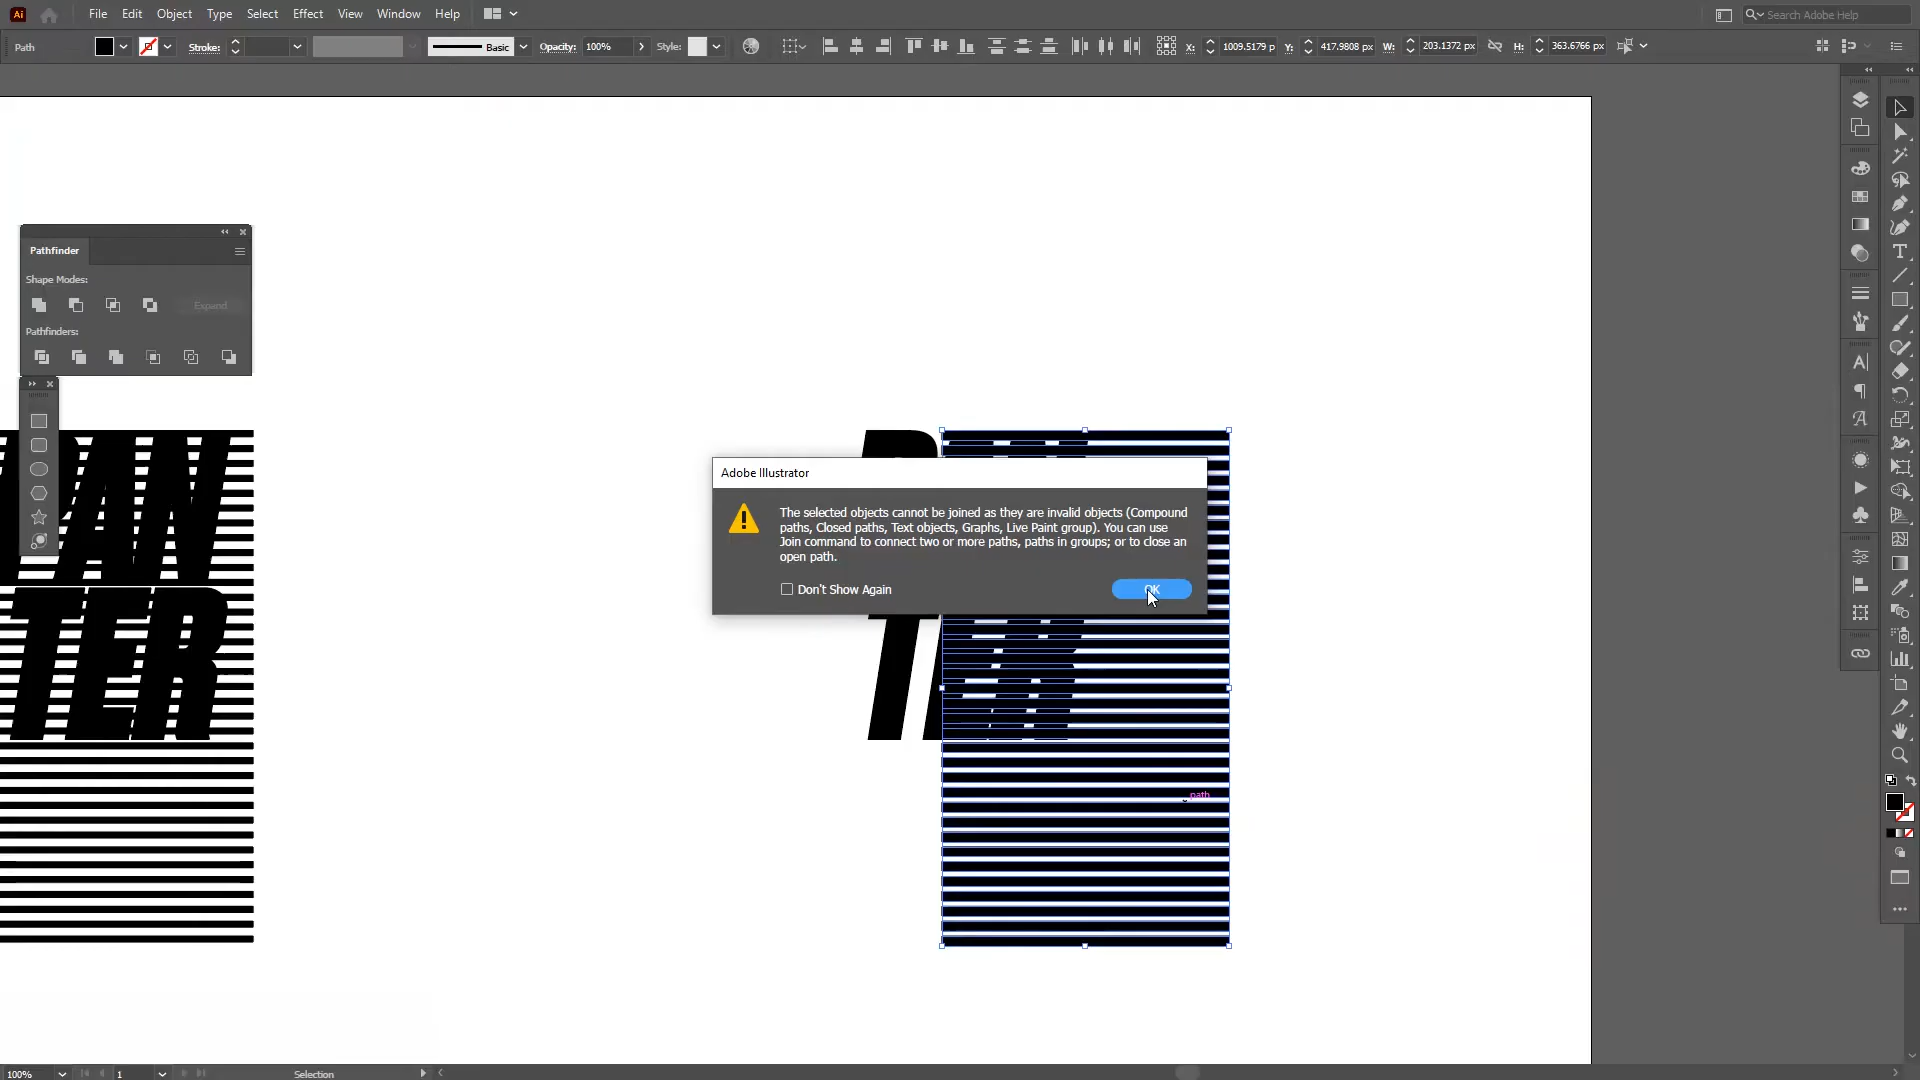 Ai File Edit Object Type Select Effect View Window Help Search Adobe Help
Path Stroke: Basic Opacity: 100% Style: X: 1009.5179 p Y: 417.9808 px W: 203.1372 px H: 363.6766 px
Pathfinder
Shape Modes:
Expand
Pathfinders:
AN
TER
Adobe Illustrator
The selected objects cannot be joined as they are invalid objects (Compound
paths, Closed paths, Text objects, Graphs, Live Paint group). You can use
Join command to connect two or more paths, paths in groups; or to close an
open path.
Don't Show Again
OK
path
100% 1 Selection